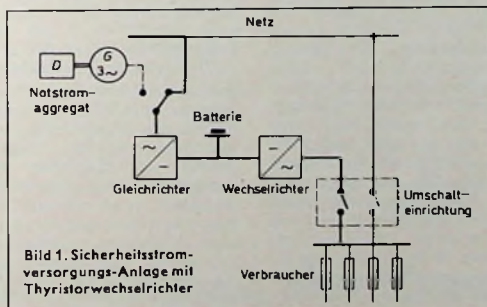 Netz
D
G
3~
Notstrom-
aggregat
Batterie
~
–
Gleichrichter
–
~
Wechselrichter
Umschalt-
einrichtung
Bild 1. Sicherheitsstrom-
versorgungs-Anlage mit
Thyristorwechselrichter
Verbraucher